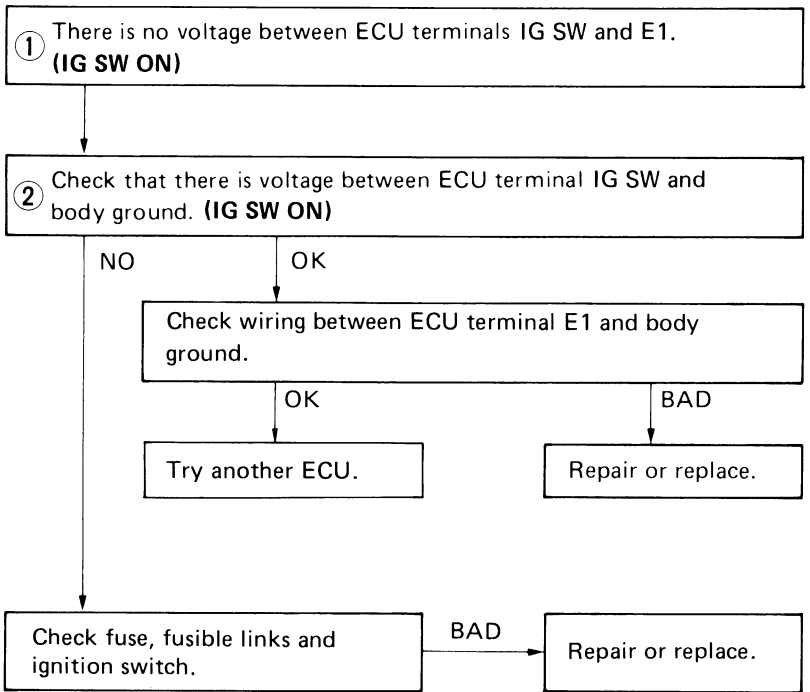 ① There is no voltage between ECU terminals IG SW and E1.
(IG SW ON)
② Check that there is voltage between ECU terminal IG SW and
body ground. (IG SW ON)
NO
OK
Check wiring between ECU terminal E1 and body
ground.
OK
BAD
Try another ECU.
Repair or replace.
Check fuse, fusible links and
ignition switch.
BAD
Repair or replace.